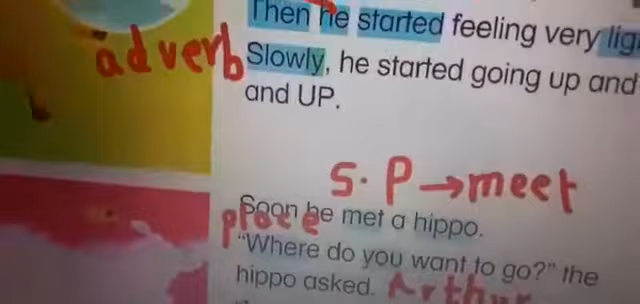 Then he started feeling very
adverb
Slowly, he started going up and
and UP.
S. P → meet
Soon he met a hippo.
place
"Where do you want to go?" the
hippo asked.